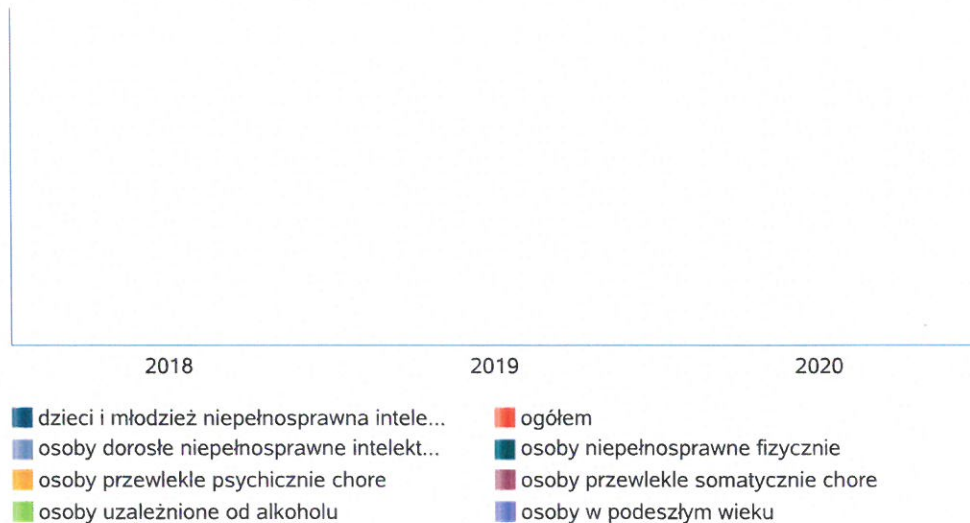 2018 2019 2020
dzieci i młodzież niepełnosprawna intele... ogółem
osoby dorosłe niepełnosprawne intelekt... osoby niepełnosprawne fizycznie
osoby przewlekle psychicznie chore osoby przewlekle somatycznie chore
osoby uzależnione od alkoholu osoby w podeszłym wieku